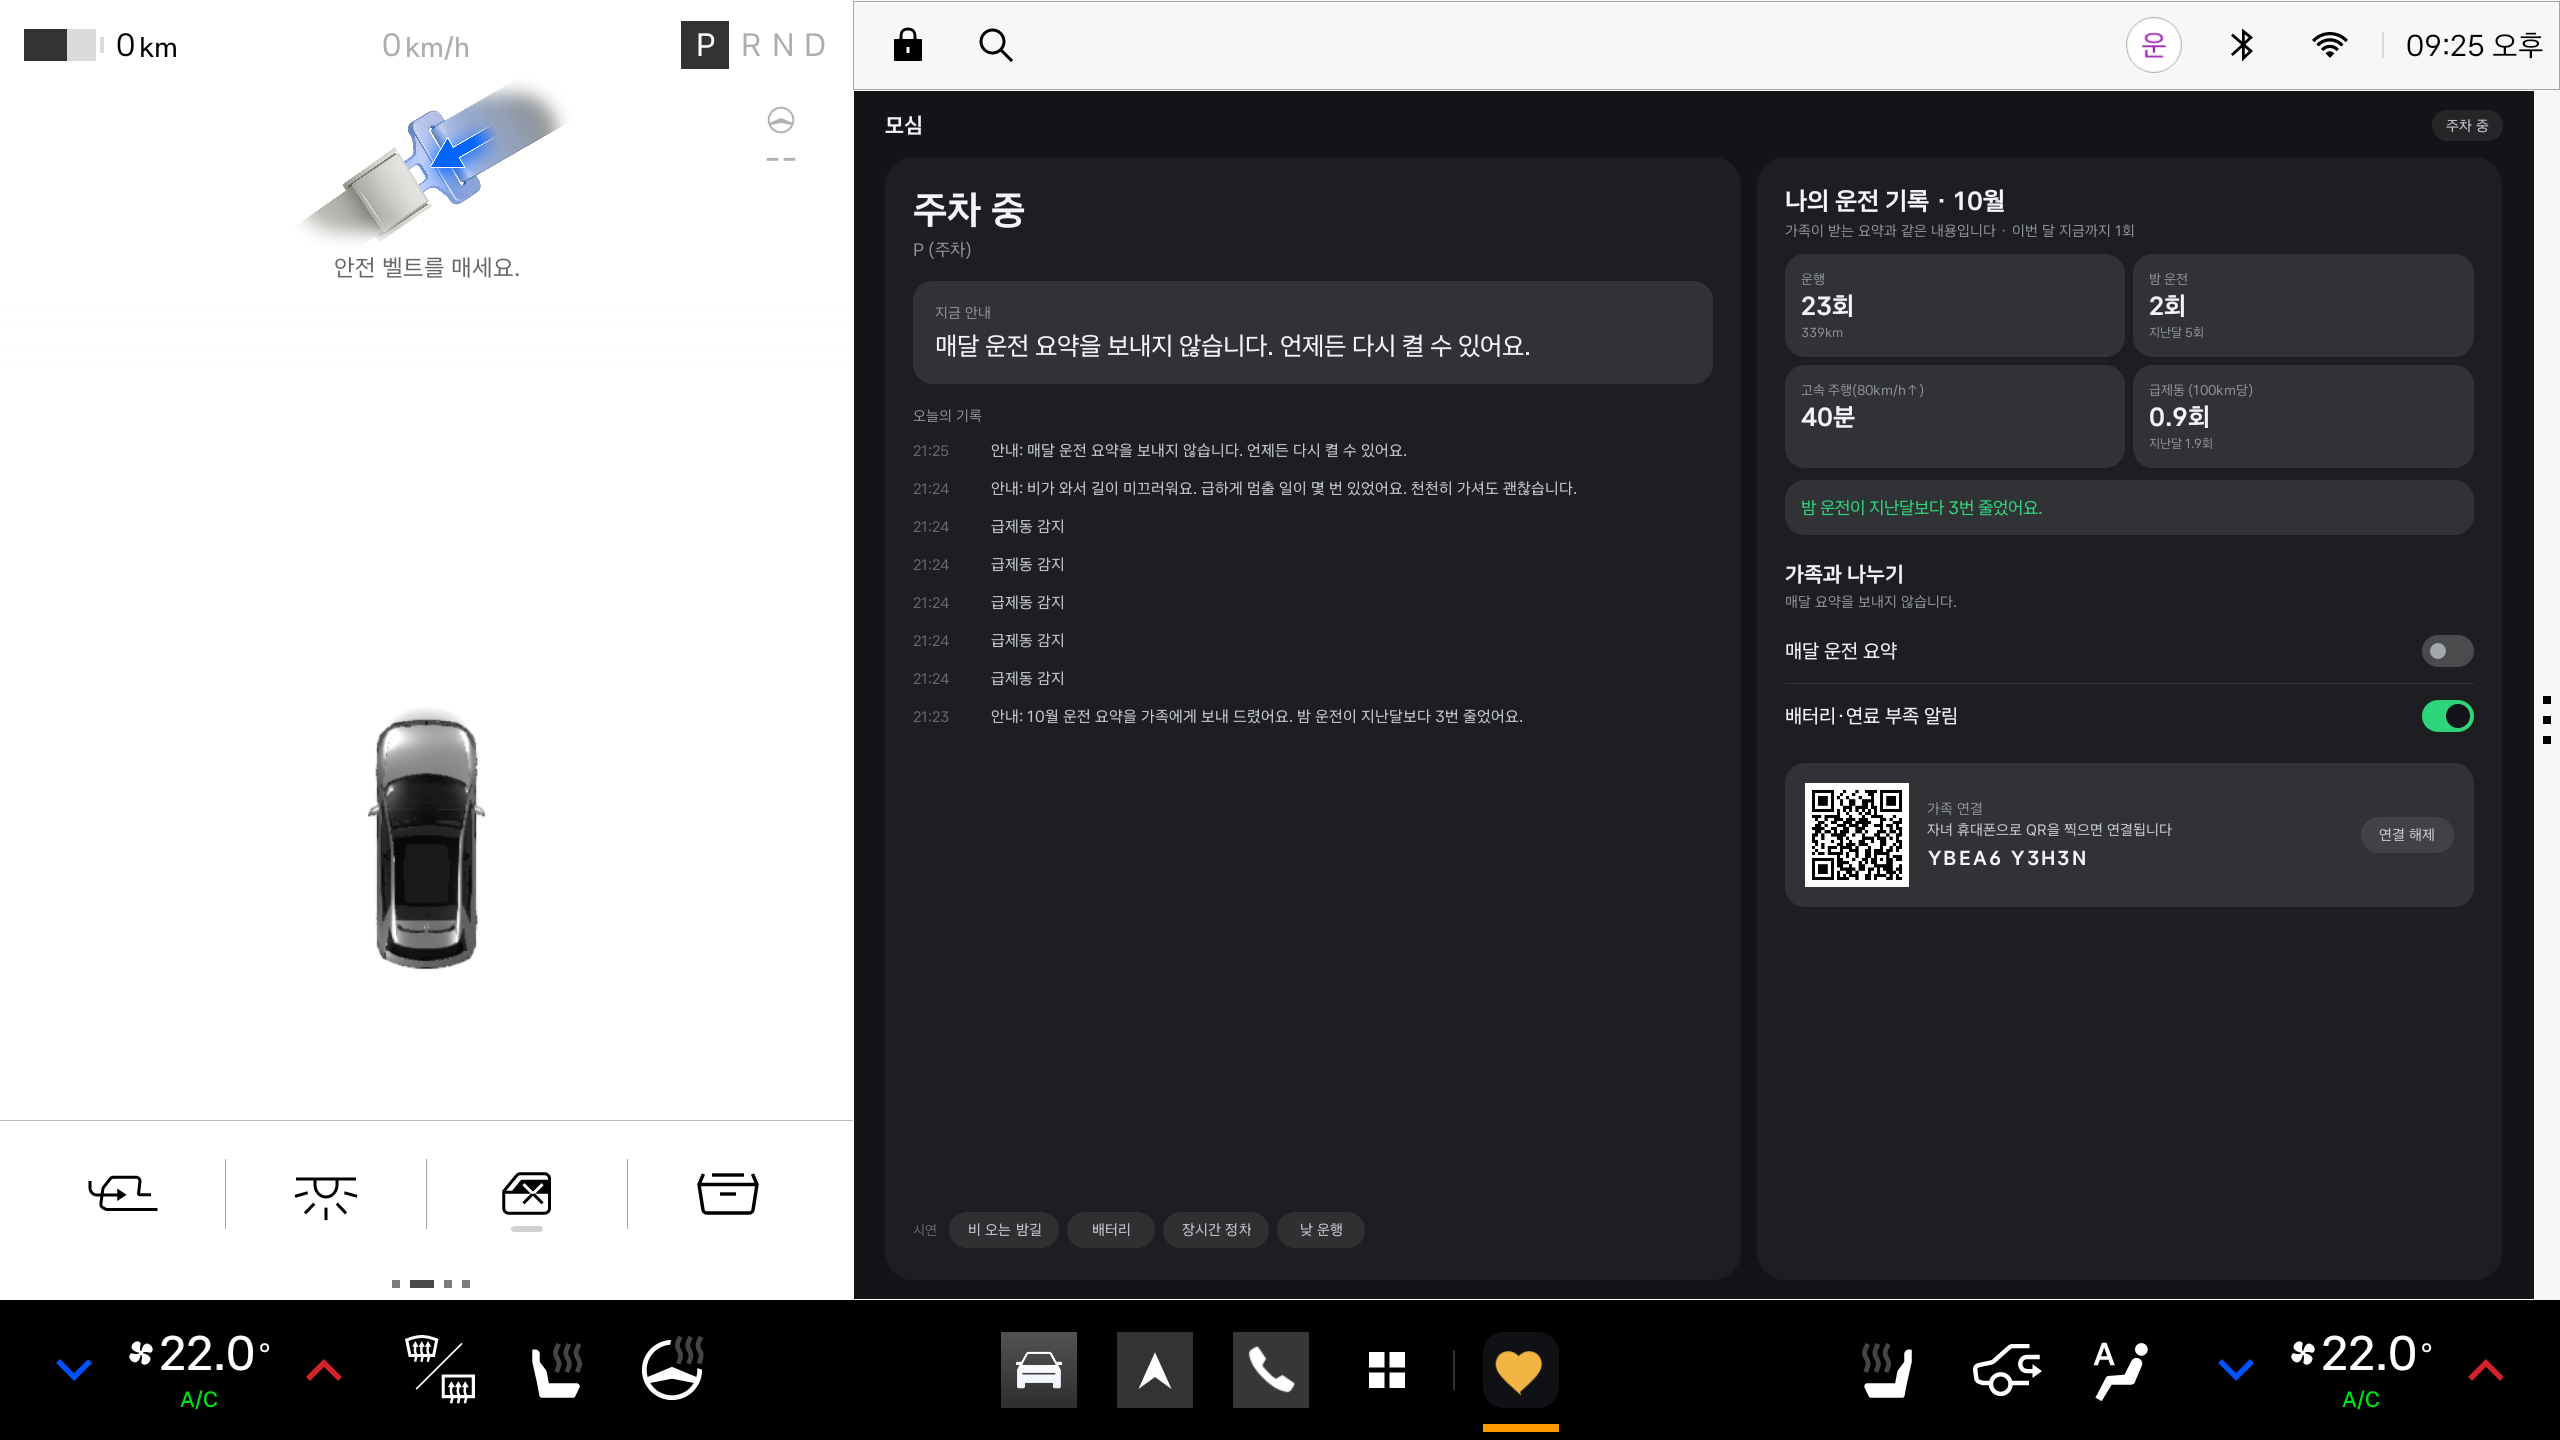 0 km
0 km/h
P R N D
안전 벨트를 매세요.
운
09:25 오후
모심
주차 중
주차 중
P (주차)
지금 안내
매달 운전 요약을 보내지 않습니다. 언제든 다시 켤 수 있어요.
오늘의 기록
21:25 안내: 매달 운전 요약을 보내지 않습니다. 언제든 다시 켤 수 있어요.
21:24 안내: 비가 와서 길이 미끄러워요. 급하게 멈출 일이 몇 번 있었어요. 천천히 가셔도 괜찮습니다.
21:24 급제동 감지
21:24 급제동 감지
21:24 급제동 감지
21:24 급제동 감지
21:24 급제동 감지
21:23 안내: 10월 운전 요약을 가족에게 보내 드렸어요. 밤 운전이 지난달보다 3번 줄었어요.
시연 비 오는 밤길 배터리 장시간 정차 낮 운행
나의 운전 기록 · 10월
가족이 받는 요약과 같은 내용입니다 · 이번 달 지금까지 1회
운행
23회
339km
밤 운전
2회
지난달 5회
고속 주행(80km/h↑)
40분
급제동 (100km당)
0.9회
지난달 1.9회
밤 운전이 지난달보다 3번 줄었어요.
가족과 나누기
매달 요약을 보내지 않습니다.
매달 운전 요약
배터리·연료 부족 알림
가족 연결
자녀 휴대폰으로 QR을 찍으면 연결됩니다
YBEA6 Y3H3N
연결 해제
22.0°
A/C
A
22.0°
A/C